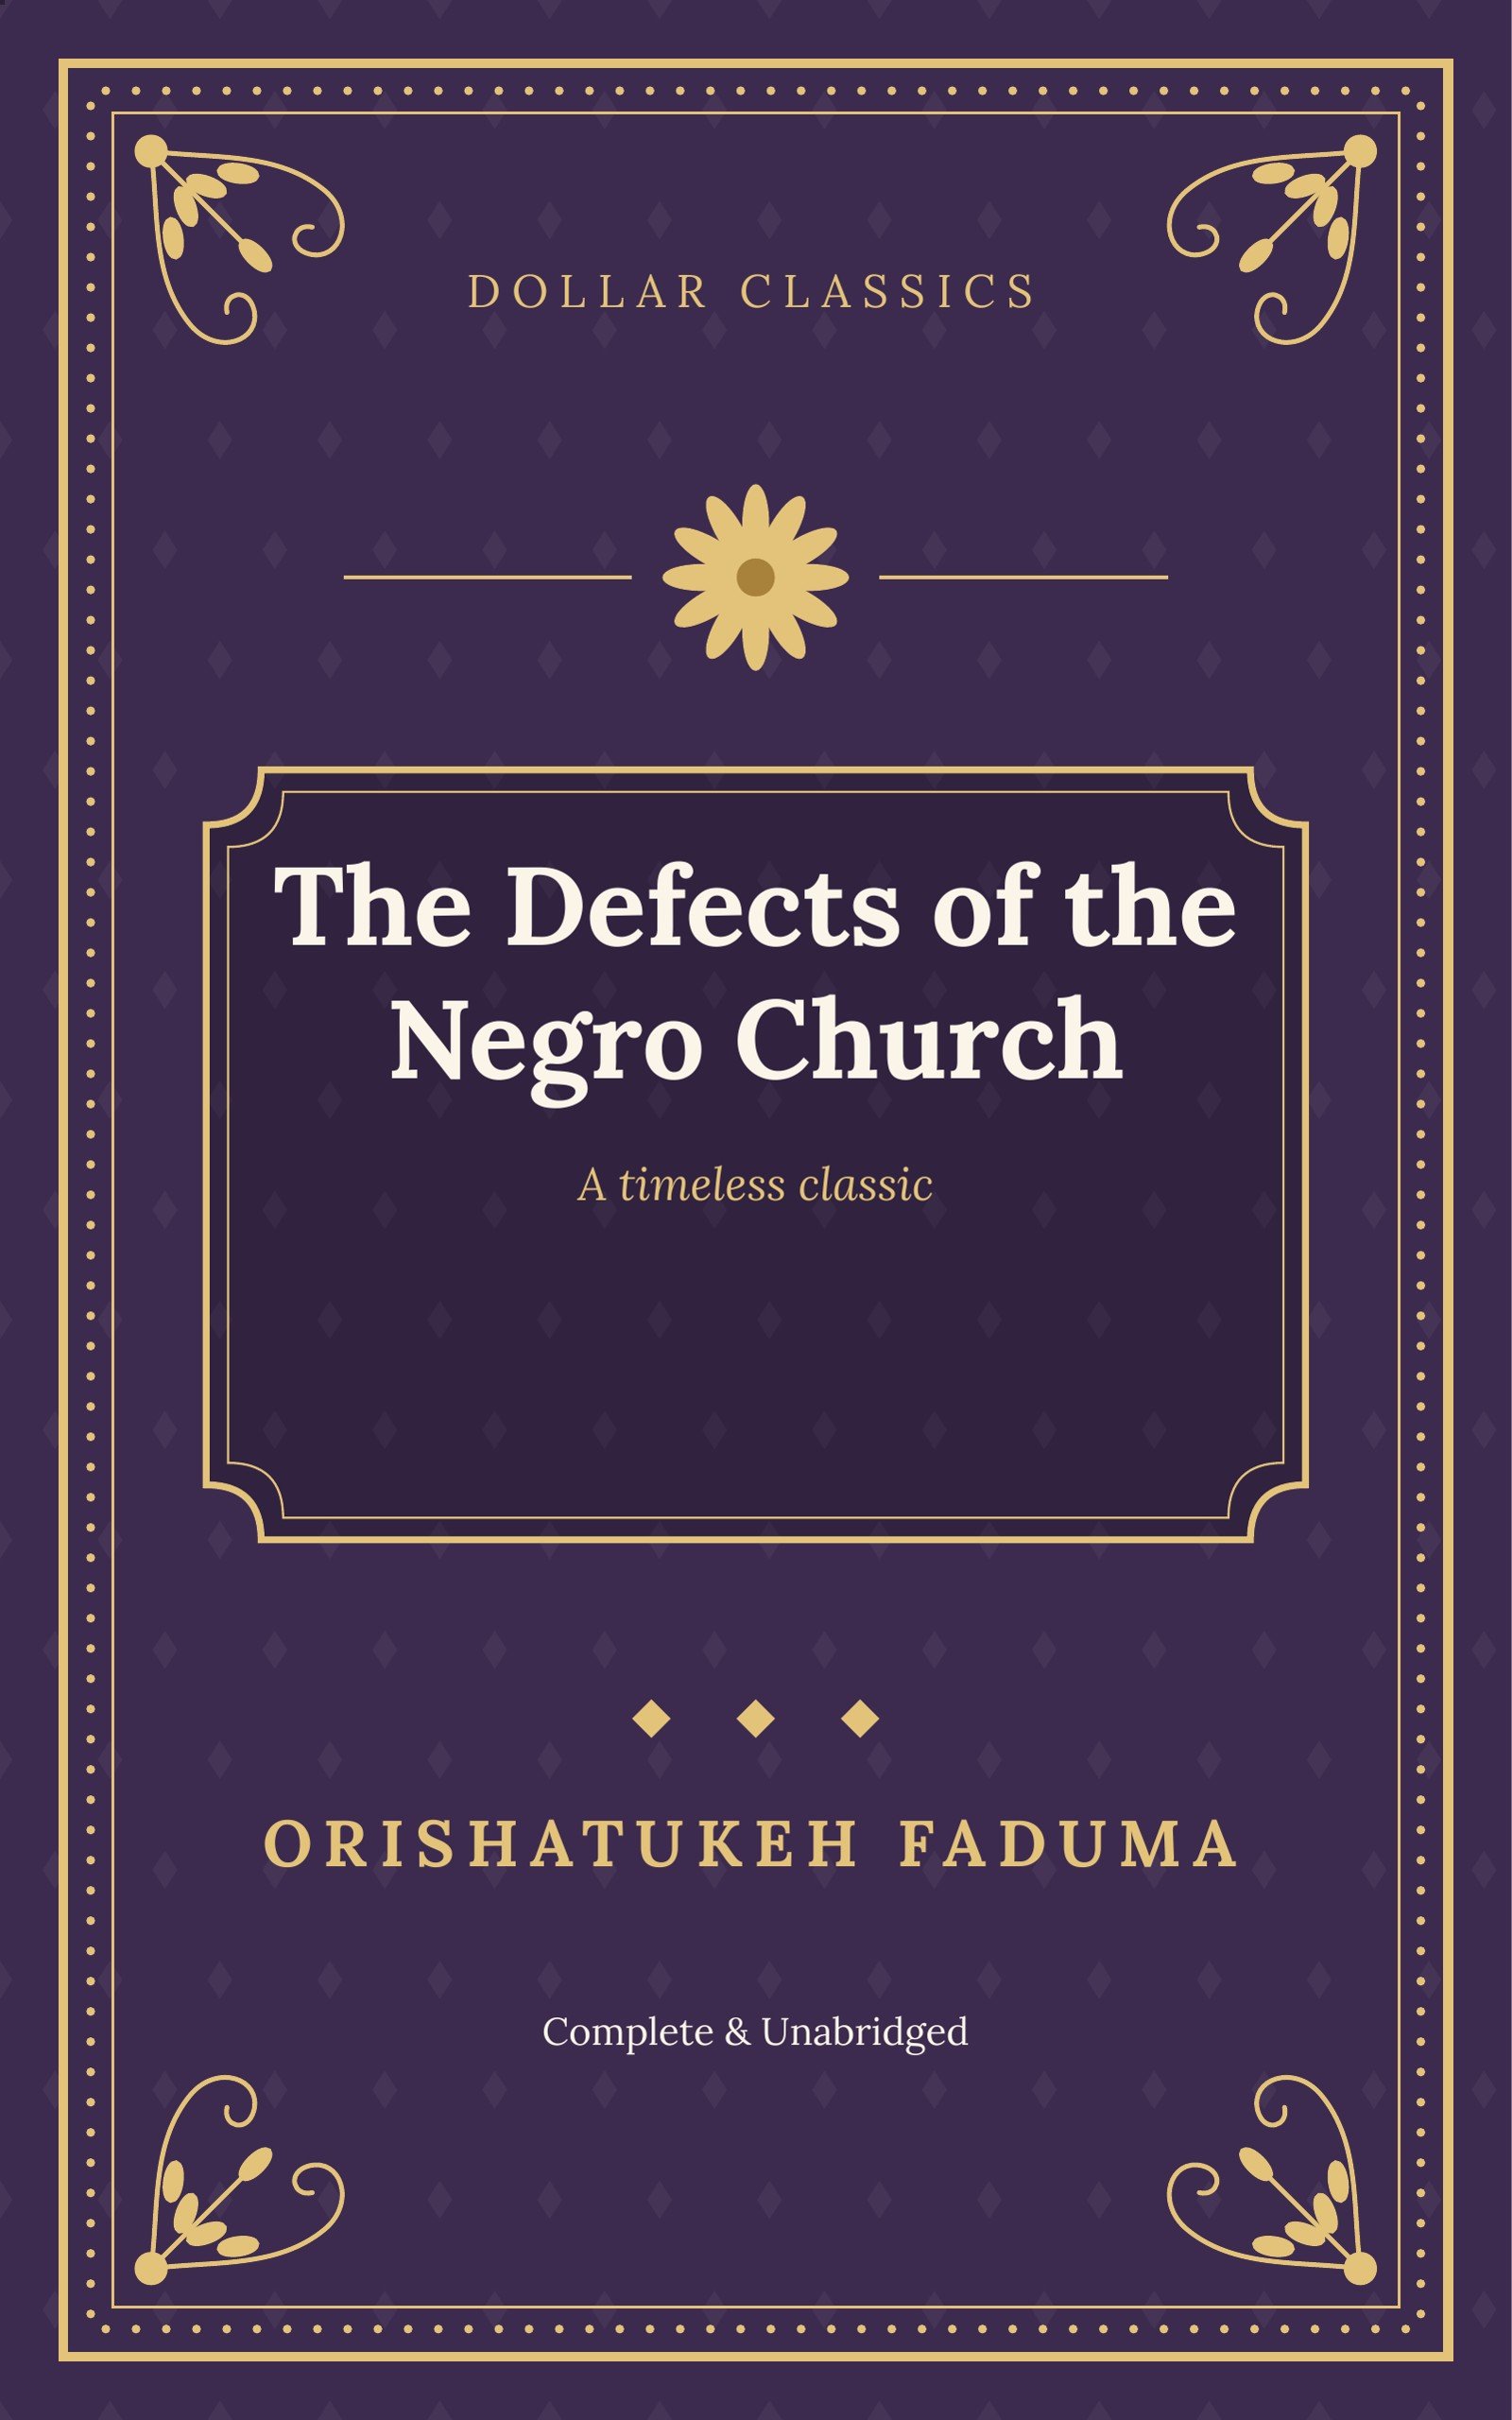 DOLLAR CLASSICS
The Defects of the
Negro Church
A timeless classic
ORISHATUKEH FADUMA
Complete & Unabridged